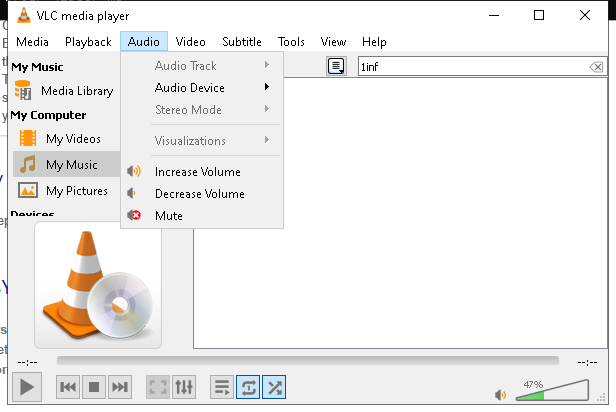 VLC media player
Media Playback Audio Video Subtitle Tools View Help
My Music
Media Library
My Computer
My Videos
My Music
My Pictures
Devices
Audio Track
Audio Device
Stereo Mode
Visualizations
Increase Volume
Decrease Volume
Mute
1inf
--:-- --:--
47%